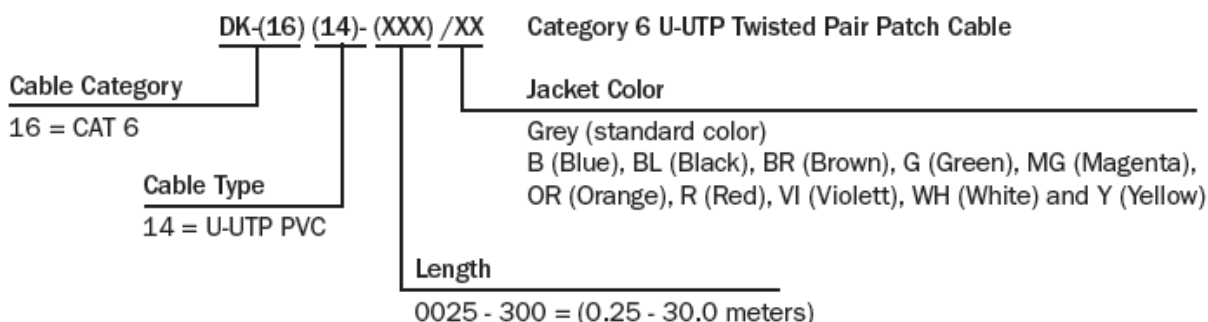 DK-(16) (14)- (XXX) /XX Category 6 U-UTP Twisted Pair Patch Cable
Cable Category
16 = CAT 6
Jacket Color
Grey (standard color)
B (Blue), BL (Black), BR (Brown), G (Green), MG (Magenta),
OR (Orange), R (Red), VI (Violett), WH (White) and Y (Yellow)
Cable Type
14 = U-UTP PVC
Length
0025 - 300 = (0.25 - 30.0 meters)